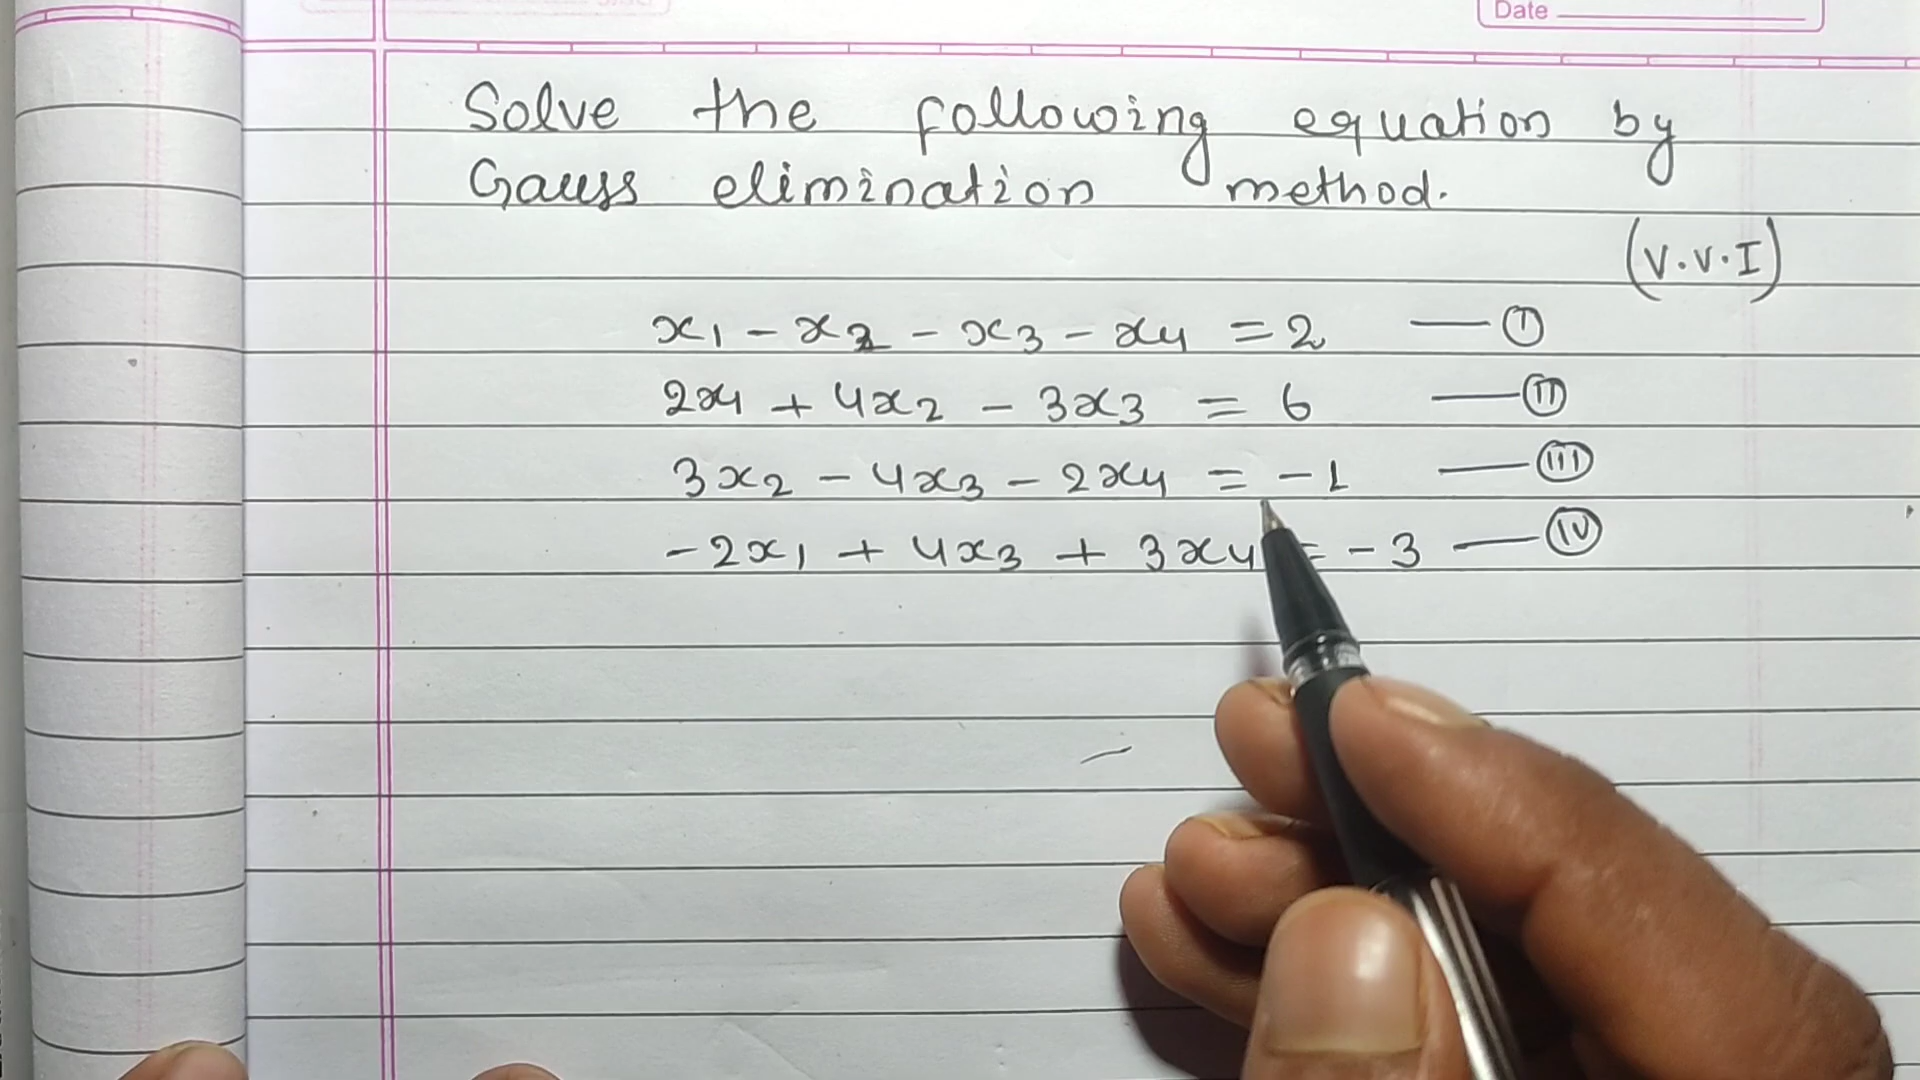 Date
Solve the following equation by
Gauss elimination method.
(V.V.I)
x₁ - x₂ - x₃ - x₄ = 2 — (I)
2x₁ + 4x₂ - 3x₃ = 6 — (II)
3x₂ - 4x₃ - 2x₄ = -1 — (III)
-2x₁ + 4x₃ + 3x₄ = -3 — (IV)